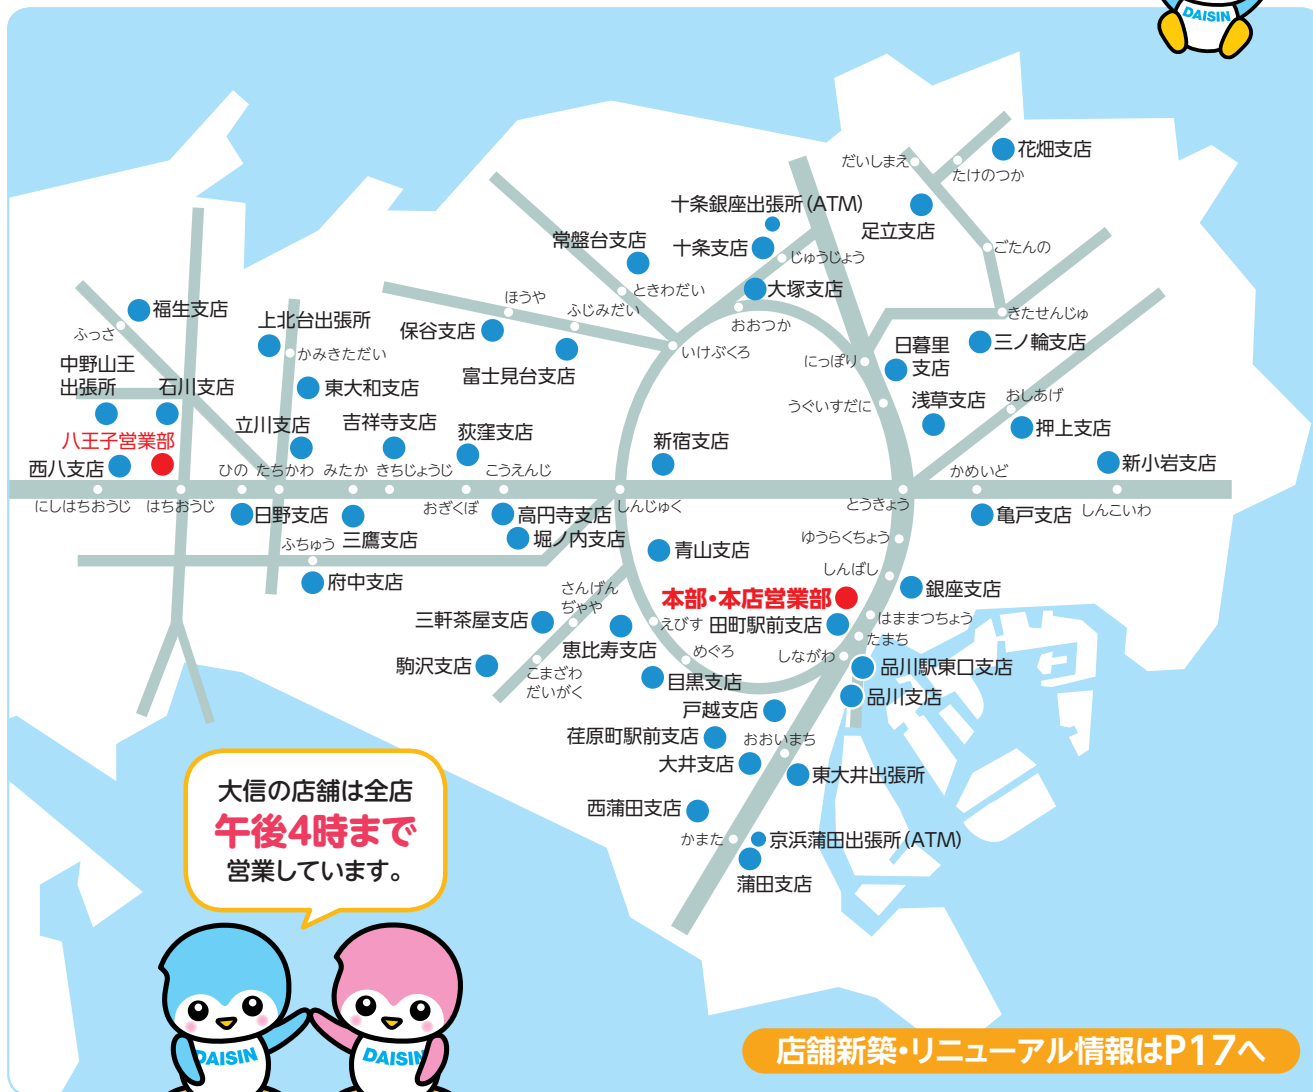 DAISIN
花畑支店
だいしまえ
たけのつか
足立支店
ごたんの
十条銀座出張所(ATM)
十条支店
じゅうじょう
常盤台支店
ときわだい
大塚支店
おおつか
きたせんじゅ
三ノ輪支店
日暮里
支店
にっぽり
うぐいすだに
浅草支店
おしあげ
押上支店
新小岩支店
しんこいわ
かめいど
亀戸支店
福生支店
ふっさ
上北台出張所
かみきただい
東大和支店
ほうや
保谷支店
ふじみだい
富士見台支店
いけぶくろ
中野山王
出張所
石川支店
八王子営業部
西八支店
にしはちおうじ
はちおうじ
立川支店
吉祥寺支店
荻窪支店
新宿支店
ひの
たちかわ
みたか
きちじょうじ
こうえんじ
おぎくぼ
しんじゅく
とうきょう
日野支店
三鷹支店
高円寺支店
堀ノ内支店
ふちゅう
府中支店
青山支店
ゆうらくちょう
しんばし
銀座支店
本部・本店営業部
はままつちょう
田町駅前支店
たまち
さんげん
ぢゃや
三軒茶屋支店
えびす
恵比寿支店
めぐろ
目黒支店
しながわ
品川駅東口支店
品川支店
駒沢支店
こまざわ
だいがく
戸越支店
荏原町駅前支店
おおいまち
大井支店
東大井出張所
西蒲田支店
かまた
京浜蒲田出張所(ATM)
蒲田支店
大信の店舗は全店
午後4時まで
営業しています。
DAISIN
DAISIN
店舗新築・リニューアル情報はP17へ